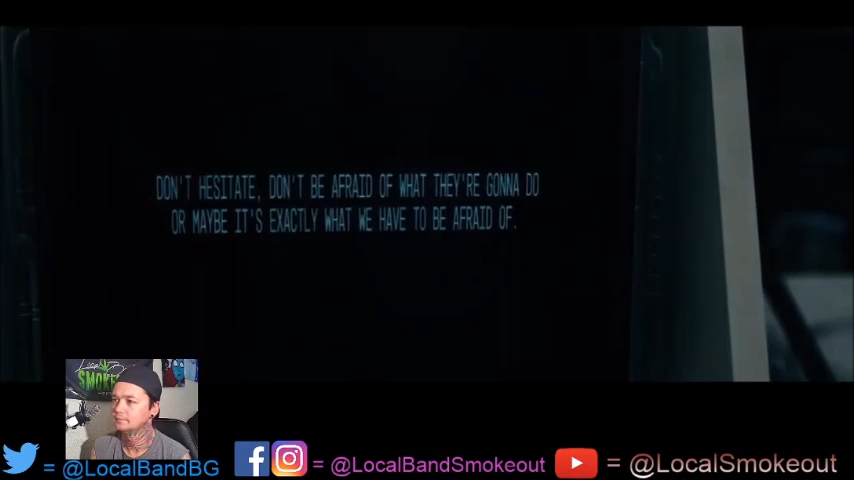 DON'T HESITATE, DON'T BE AFRAID OF WHAT THEY'RE GONNA DO
OR MAYBE IT'S EXACTLY WHAT WE HAVE TO BE AFRAID OF.
SMOKE
= @LocalBandBG
= @LocalBandSmokeout
= @LocalSmokeout